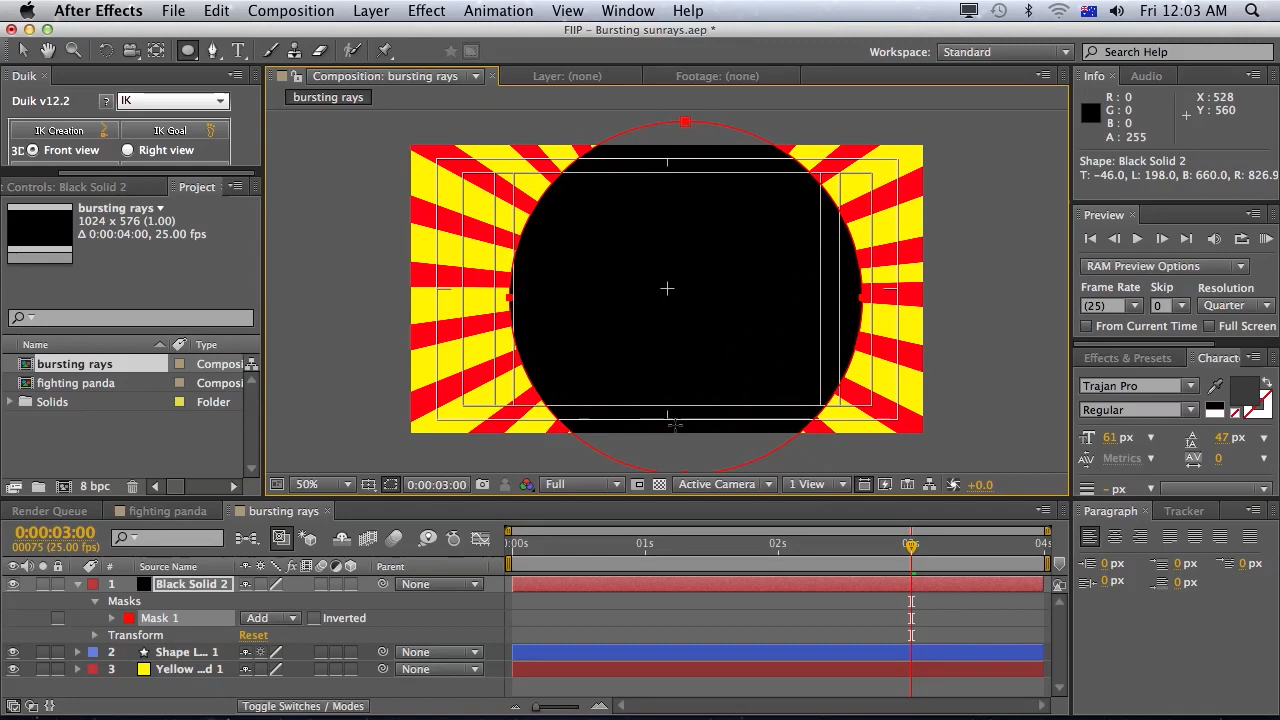 After Effects File Edit Composition Layer Effect Animation View Window Help Fri 12:03 AM
FIIP – Bursting sunrays.aep *
Workspace: Standard Search Help
Duik
Duik v12.2 ? IK
IK Creation IK Goal
3D Front view Right view
Controls: Black Solid 2 Project
bursting rays
1024 x 576 (1.00)
Δ 0:00:04:00, 25.00 fps)
Name Type
bursting rays Composi
fighting panda Composi
Solids Folder
8 bpc
Composition: bursting rays Layer: (none) Footage: (none)
bursting rays
50% 0:00:03:00 Full Active Camera 1 View +0.0
Info Audio
R : 0 X : 528
G : 0 Y : 560
B : 0
A : 255
Shape: Black Solid 2
T: -46.0, L: 198.0, B: 660.0, R: 826.9
Preview
RAM Preview Options
Frame Rate Skip Resolution
(25) 0 Quarter
From Current Time Full Screen
Effects & Presets Charact
Trajan Pro
Regular
61 px 47 px
Metrics 0
- px
Paragraph Tracker
0 px 0 px 0 px
0 px 0 px
Render Queue fighting panda bursting rays
0:00:03:00
00075 (25.00 fps)
# Source Name Parent
:00s 01s 02s 03s 04s
1 Black Solid 2 None
Masks
Mask 1 Add Inverted
Transform Reset
2 Shape L... 1 None
3 Yellow ...d 1 None
Toggle Switches / Modes